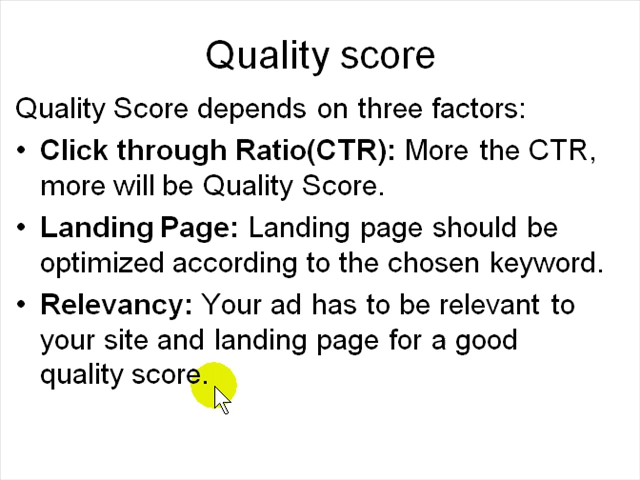 Quality score
Quality Score depends on three factors:
• Click through Ratio(CTR): More the CTR,
more will be Quality Score.
• Landing Page: Landing page should be
optimized according to the chosen keyword.
• Relevancy: Your ad has to be relevant to
your site and landing page for a good
quality score.